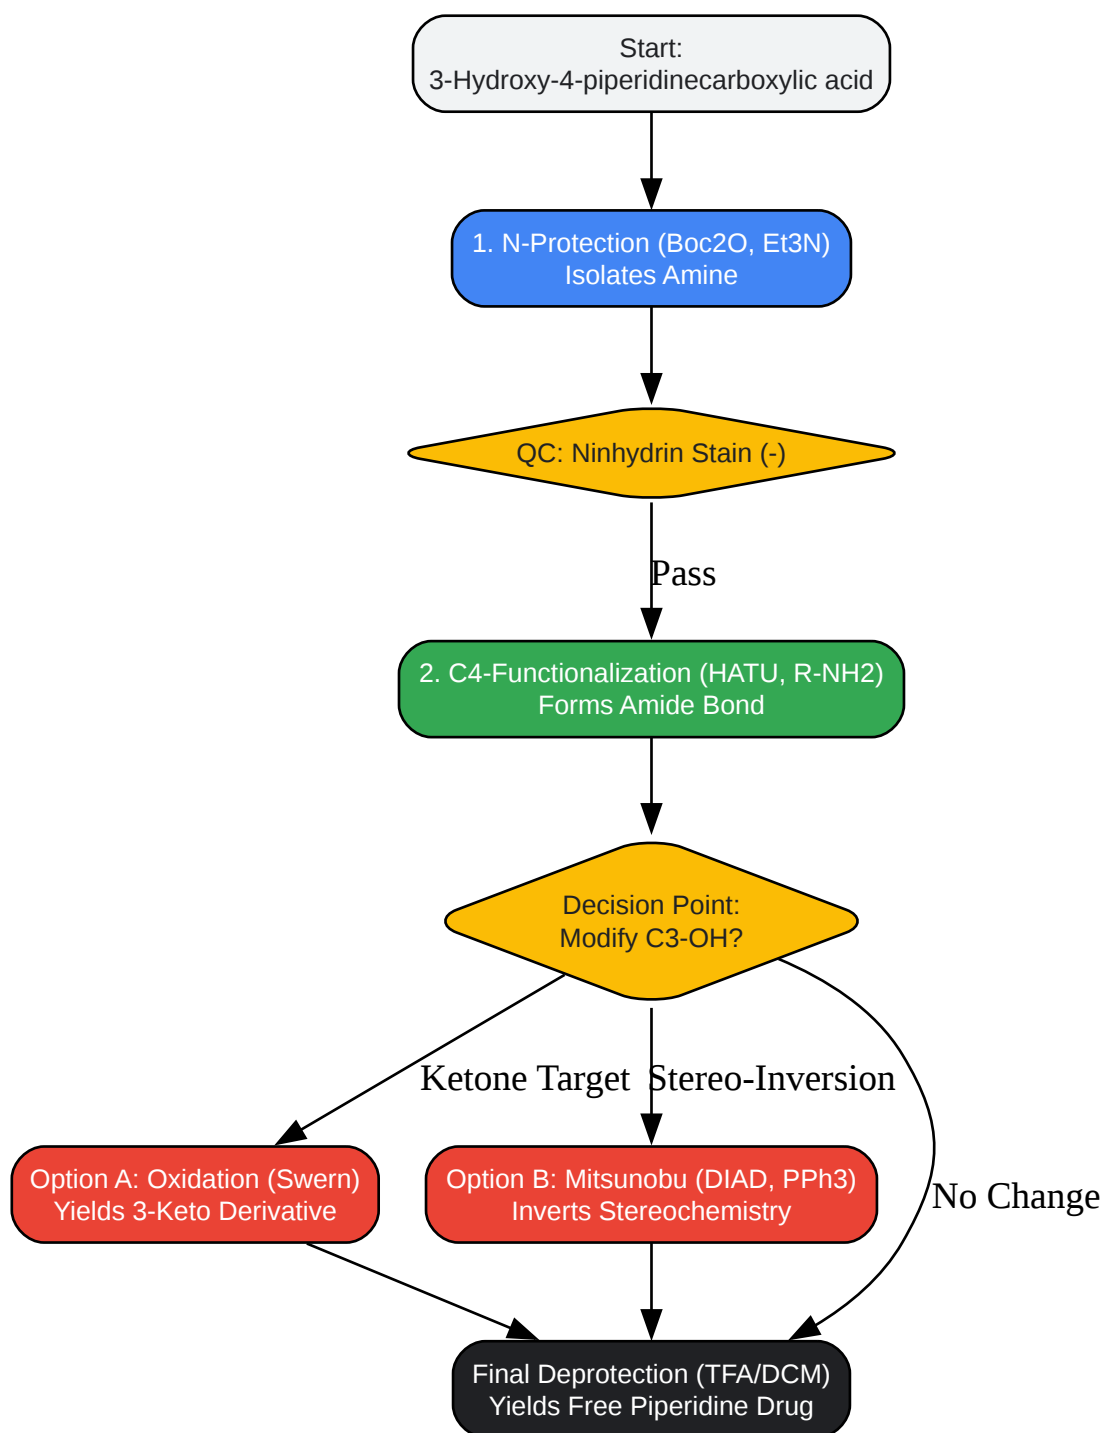 Start:
3-Hydroxy-4-piperidinecarboxylic acid
1. N-Protection (Boc2O, Et3N)
Isolates Amine
QC: Ninhydrin Stain (-)
Pass
2. C4-Functionalization (HATU, R-NH2)
Forms Amide Bond
Decision Point:
Modify C3-OH?
Ketone Target
Stereo-Inversion
No Change
Option A: Oxidation (Swern)
Yields 3-Keto Derivative
Option B: Mitsunobu (DIAD, PPh3)
Inverts Stereochemistry
Final Deprotection (TFA/DCM)
Yields Free Piperidine Drug